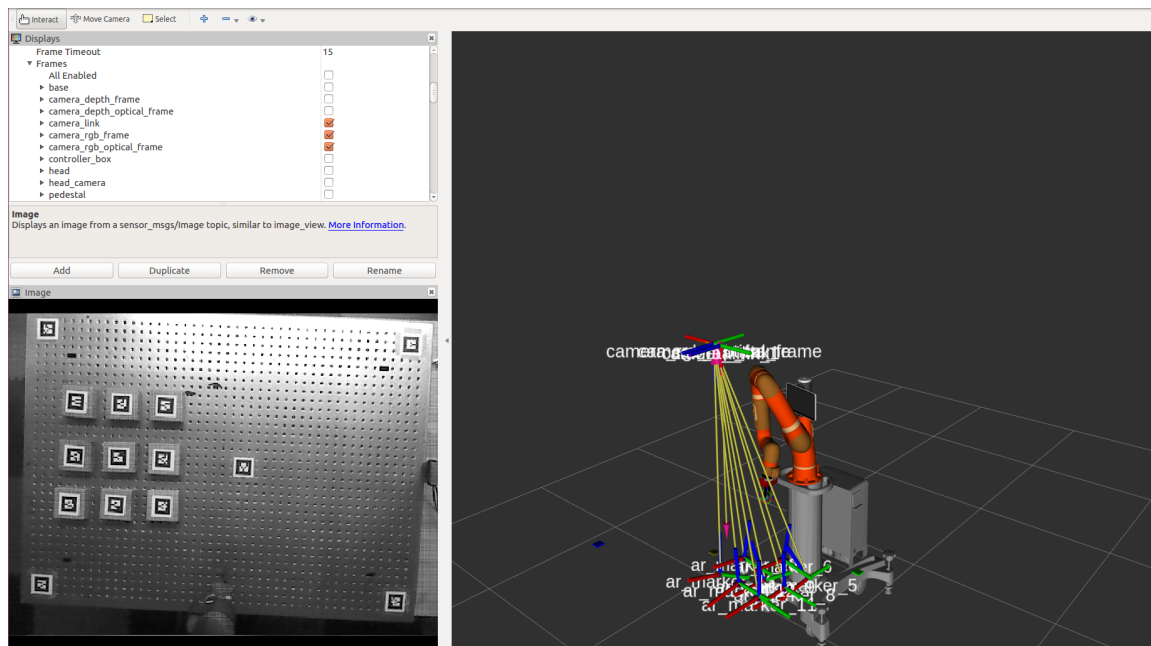 Interact Move Camera Select
Displays
Frame Timeout 15
Frames
All Enabled
base
camera_depth_frame
camera_depth_optical_frame
camera_link
camera_rgb_frame
camera_rgb_optical_frame
controller_box
head
head_camera
pedestal
Image
Displays an image from a sensor_msgs/Image topic, similar to image_view. More Information.
Add Duplicate Remove Rename
Image
ar_marker_11